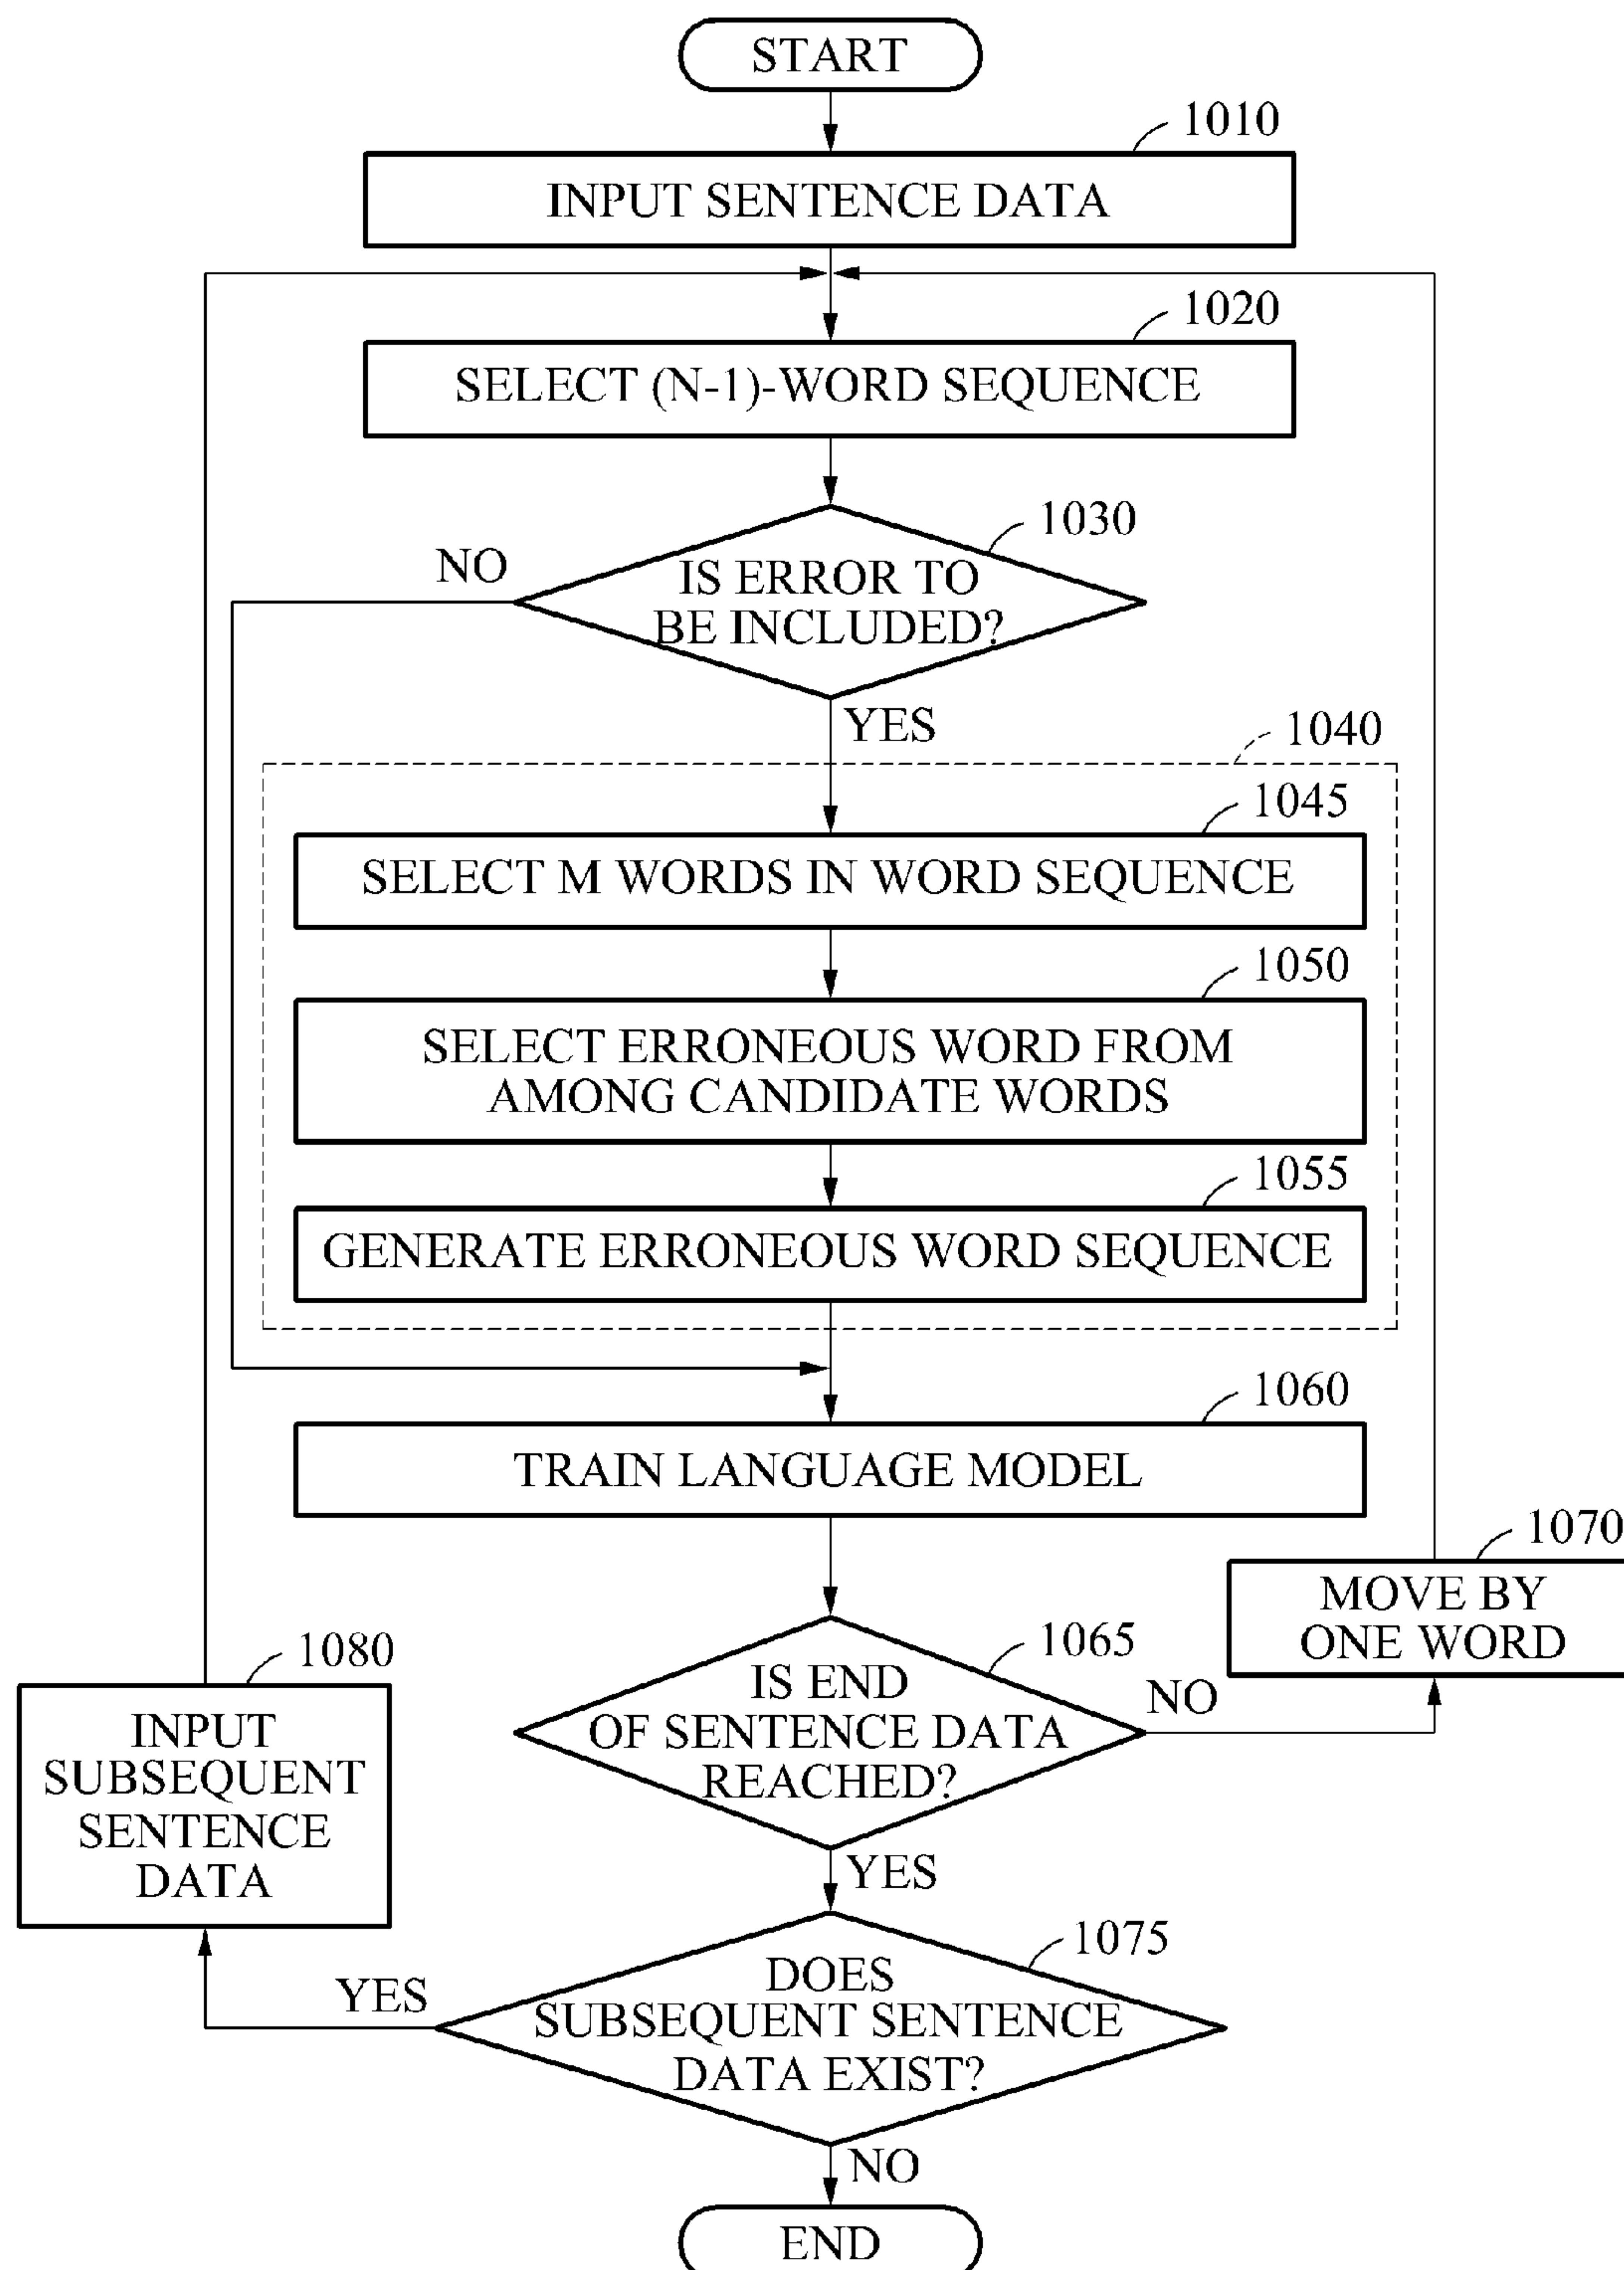 START
1010
INPUT SENTENCE DATA
1020
SELECT (N-1)-WORD SEQUENCE
1030
NO
IS ERROR TO
BE INCLUDED?
YES
1040
1045
SELECT M WORDS IN WORD SEQUENCE
1050
SELECT ERRONEOUS WORD FROM
AMONG CANDIDATE WORDS
1055
GENERATE ERRONEOUS WORD SEQUENCE
1060
TRAIN LANGUAGE MODEL
1070
MOVE BY
ONE WORD
1065
IS END
OF SENTENCE DATA
REACHED?
NO
YES
1080
INPUT
SUBSEQUENT
SENTENCE
DATA
1075
DOES
SUBSEQUENT SENTENCE
DATA EXIST?
YES
NO
END